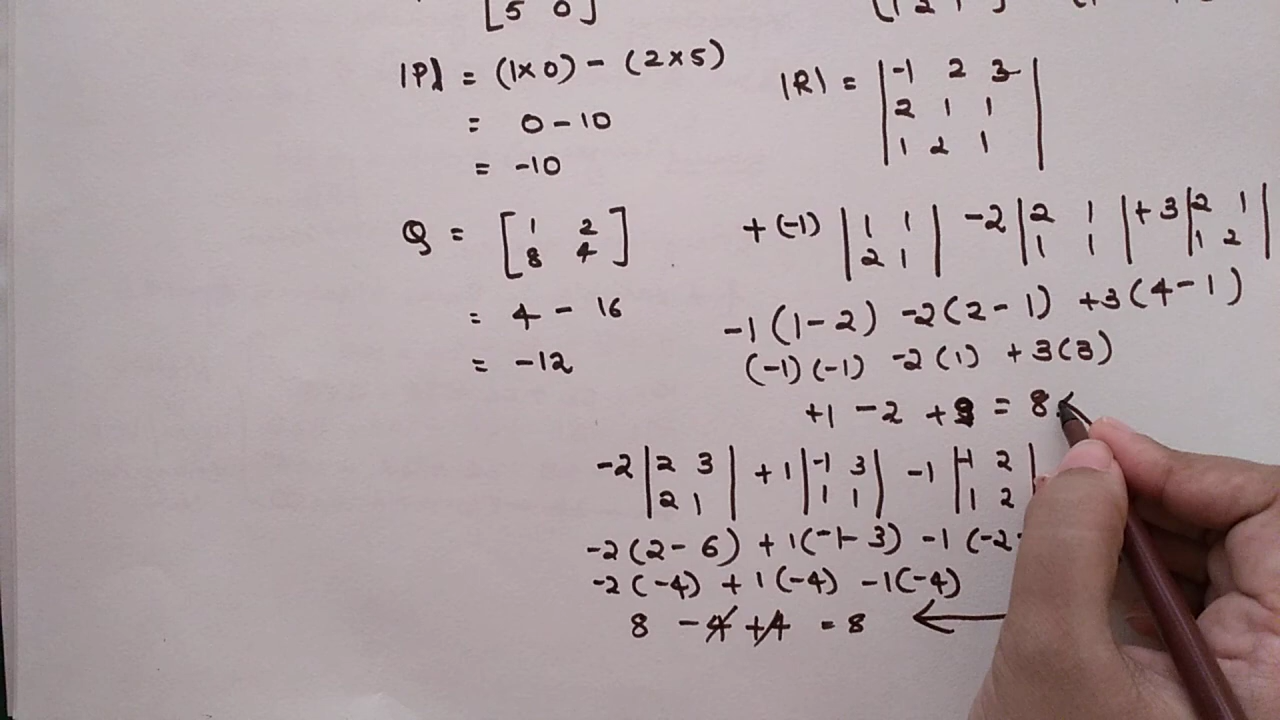 [5 0]
|P| = (1×0) - (2×5)
= 0 - 10
= -10
Q = [1 2
8 4]
= 4 - 16
= -12
|R| = |-1 2 3
2 1 1
1 2 1|
+(-1) |1 1
2 1| -2 |2 1
1 1| +3 |2 1
1 2|
-1(1-2) -2(2-1) +3(4-1)
(-1)(-1) -2(1) +3(3)
+1 -2 +9 = 8
-2 |2 3
2 1| +1 |-1 3
1 1| -1 |-1 2
1 2|
-2(2-6) +1(-1-3) -1(-2-
-2(-4) +1(-4) -1(-4)
8 -4 +4 = 8